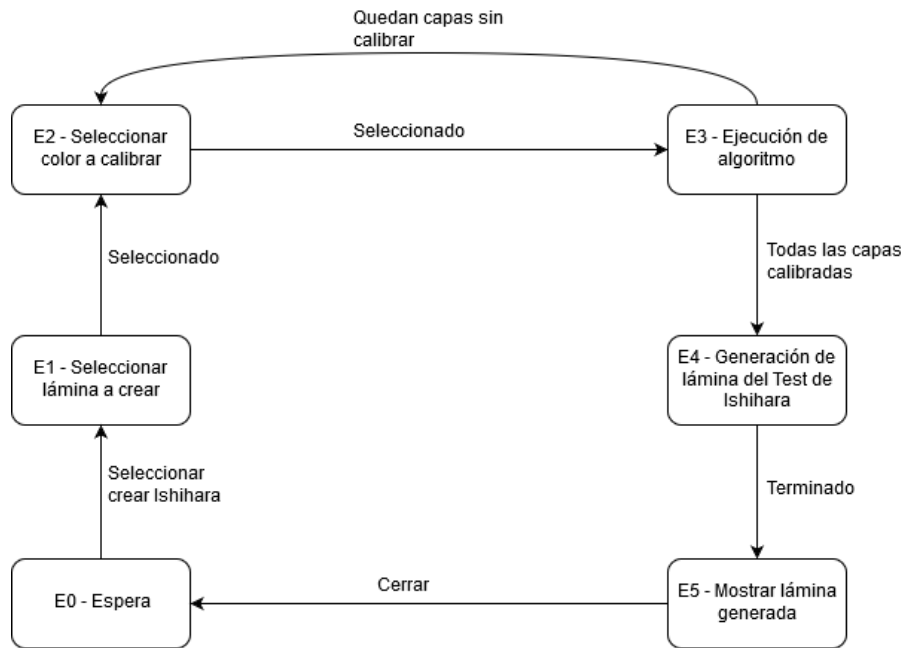 Quedan capas sin
calibrar
E2 - Seleccionar
color a calibrar
Seleccionado
E3 - Ejecución de
algoritmo
Seleccionado
Todas las capas
calibradas
E1 - Seleccionar
lámina a crear
E4 - Generación de
lámina del Test de
Ishihara
Seleccionar
crear Ishihara
Terminado
E0 - Espera
Cerrar
E5 - Mostrar lámina
generada